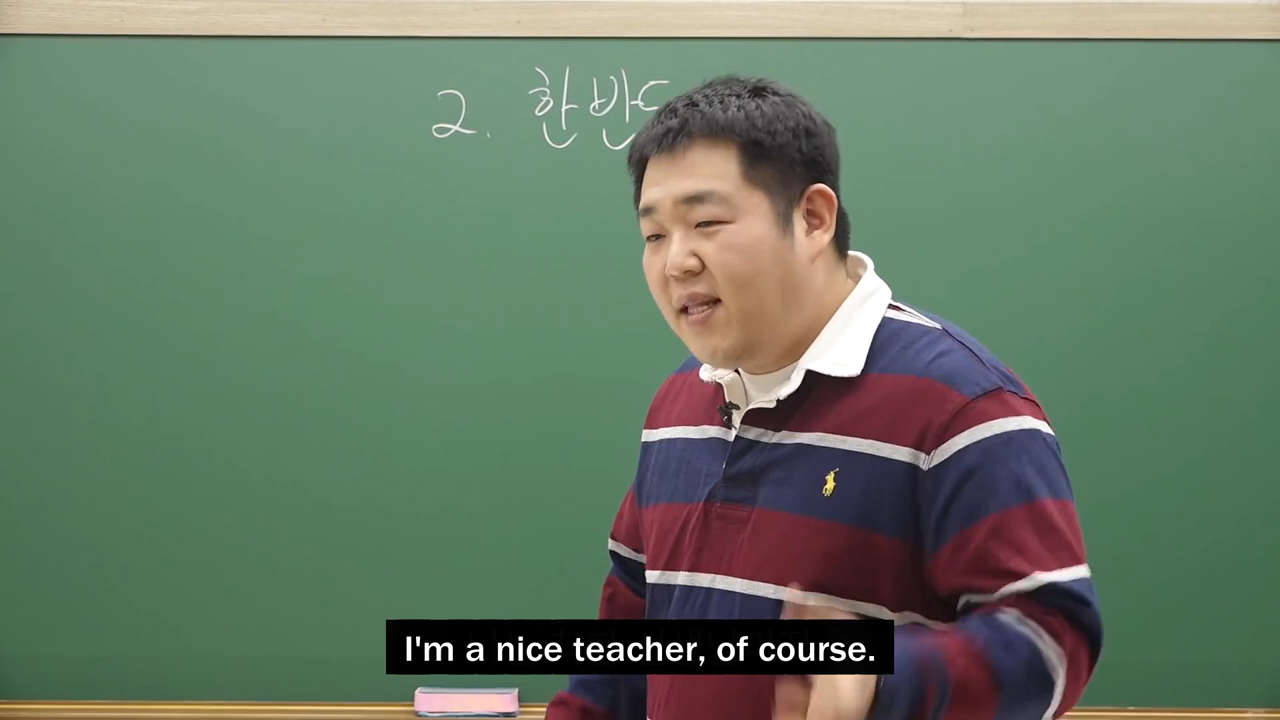 2. 한반
I'm a nice teacher, of course.